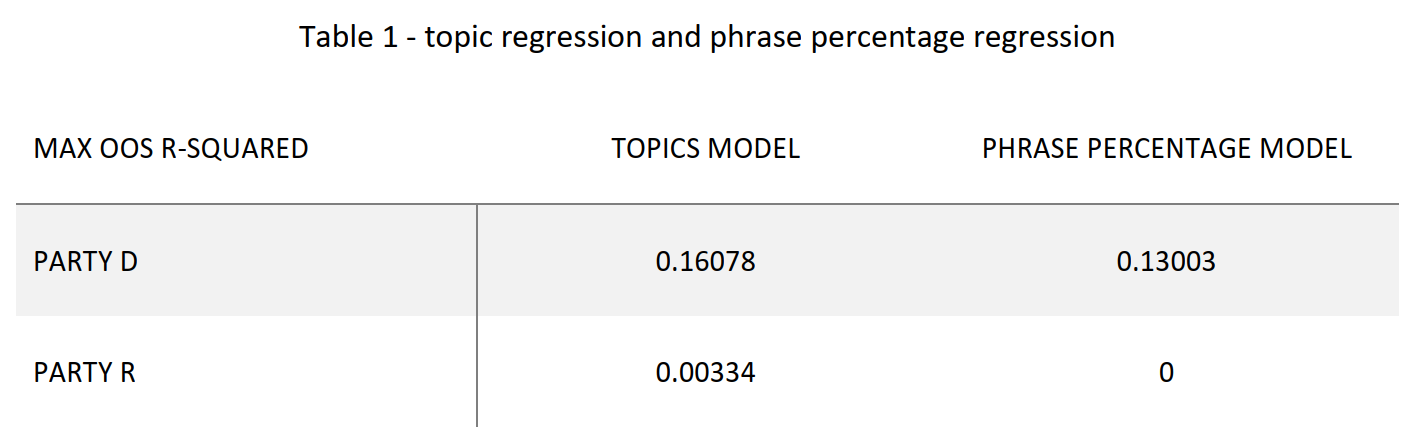 Table 1 - topic regression and phrase percentage regression
MAX OOS R-SQUARED TOPICS MODEL PHRASE PERCENTAGE MODEL
PARTY D 0.16078 0.13003
PARTY R 0.00334 0